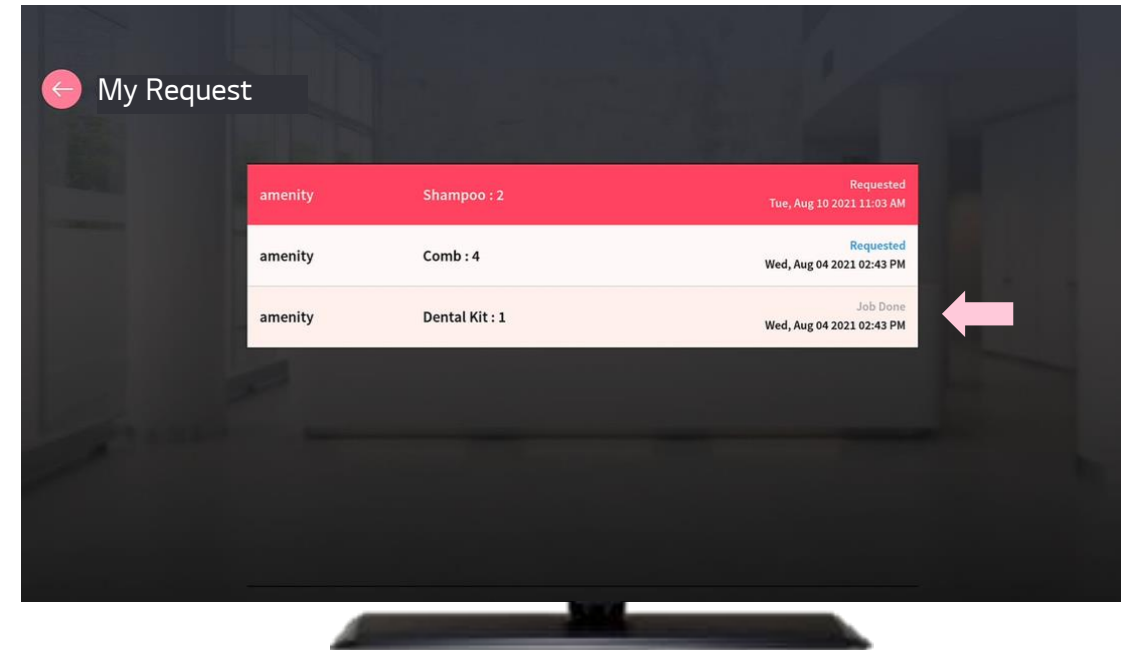 My Request
amenity
Shampoo : 2
Requested
Tue, Aug 10 2021 11:03 AM
amenity
Comb : 4
Requested
Wed, Aug 04 2021 02:43 PM
amenity
Dental Kit : 1
Job Done
Wed, Aug 04 2021 02:43 PM